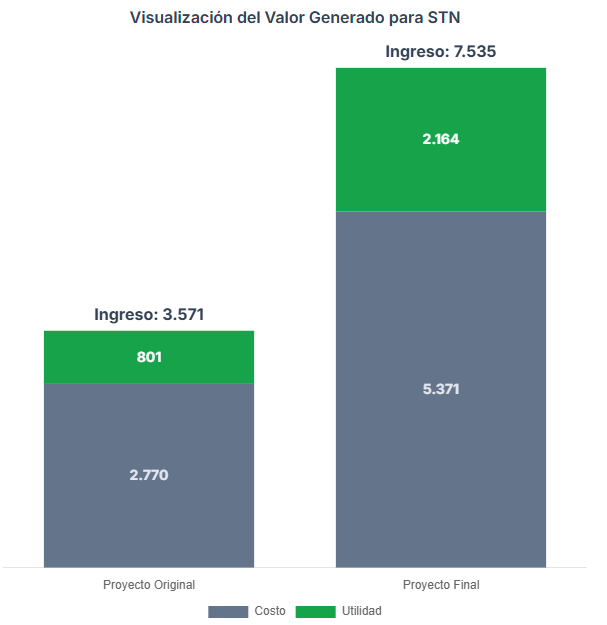 Visualización del Valor Generado para STN
Ingreso: 7.535
2.164
Ingreso: 3.571
801
5.371
2.770
Proyecto Original
Proyecto Final
Costo
Utilidad